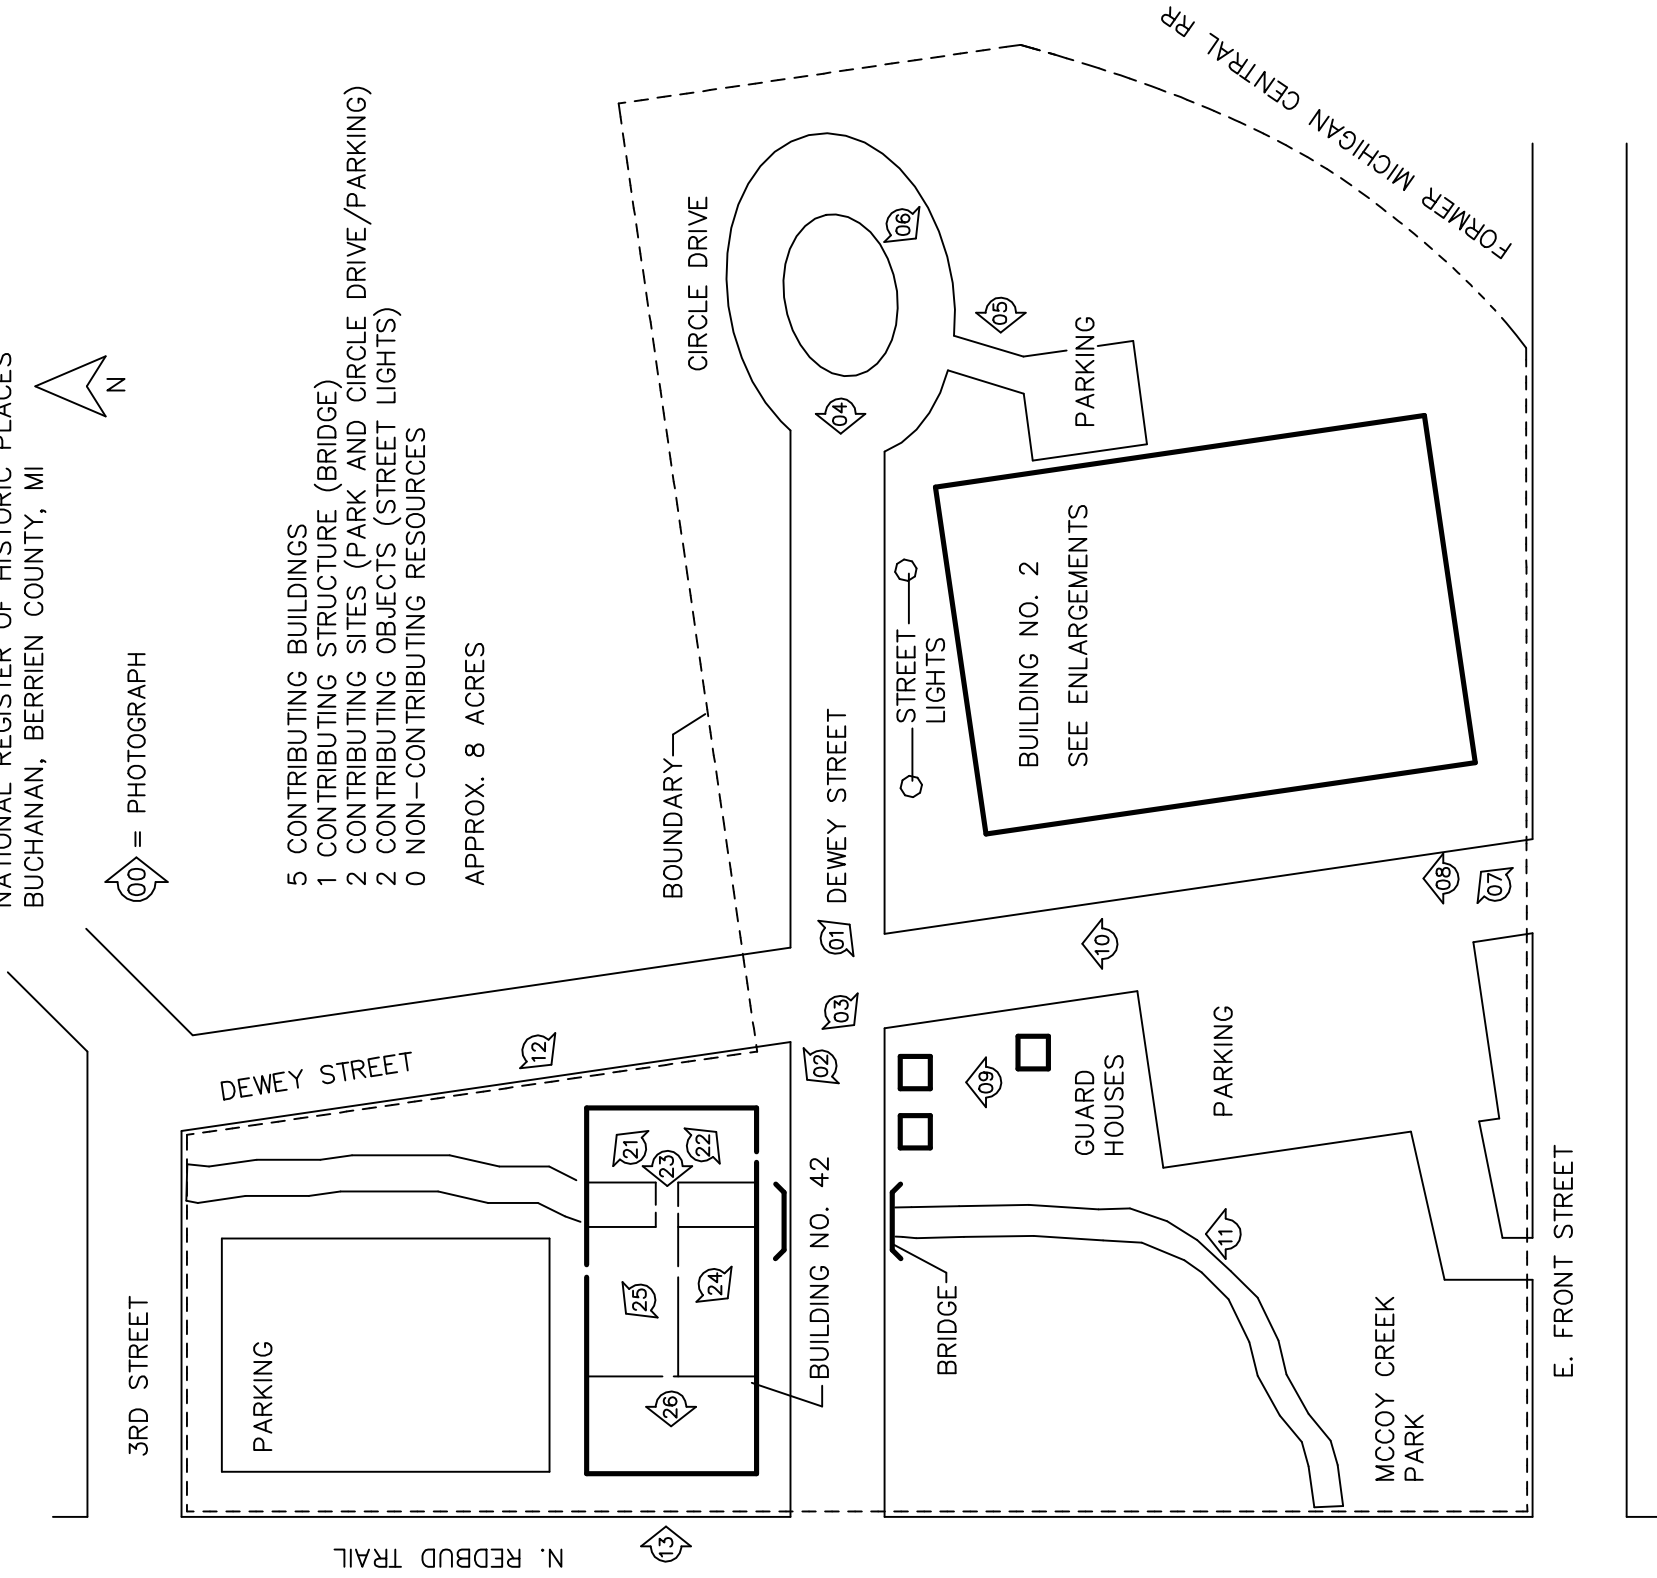 NATIONAL REGISTER OF HISTORIC PLACES
BUCHANAN, BERRIEN COUNTY, MI
N
00 = PHOTOGRAPH
5 CONTRIBUTING BUILDINGS
1 CONTRIBUTING STRUCTURE (BRIDGE)
2 CONTRIBUTING SITES (PARK AND CIRCLE DRIVE/PARKING)
2 CONTRIBUTING OBJECTS (STREET LIGHTS)
0 NON-CONTRIBUTING RESOURCES
APPROX. 8 ACRES
3RD STREET
DEWEY STREET
PARKING
12
BOUNDARY
CIRCLE DRIVE
21
22
23
24
25
26
13
N. REDBUD TRAIL
BUILDING NO. 42
02
03
01
DEWEY STREET
04
06
05
STREET
LIGHTS
PARKING
BUILDING NO. 2
SEE ENLARGEMENTS
BRIDGE
09
GUARD
HOUSES
10
11
PARKING
08
07
MCCOY CREEK
PARK
E. FRONT STREET
FORMER MICHIGAN CENTRAL RR